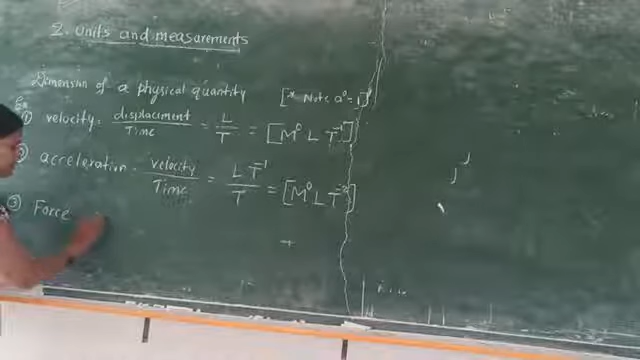 2. Units and measurements
Dimension of a physical quantity [* Note a⁰ = 1]
Ex
① velocity = displacement/Time = L/T = [M⁰ L T⁻¹]
② acceleration = velocity/Time = L T⁻¹/T = [M⁰ L T⁻²]
③ Force